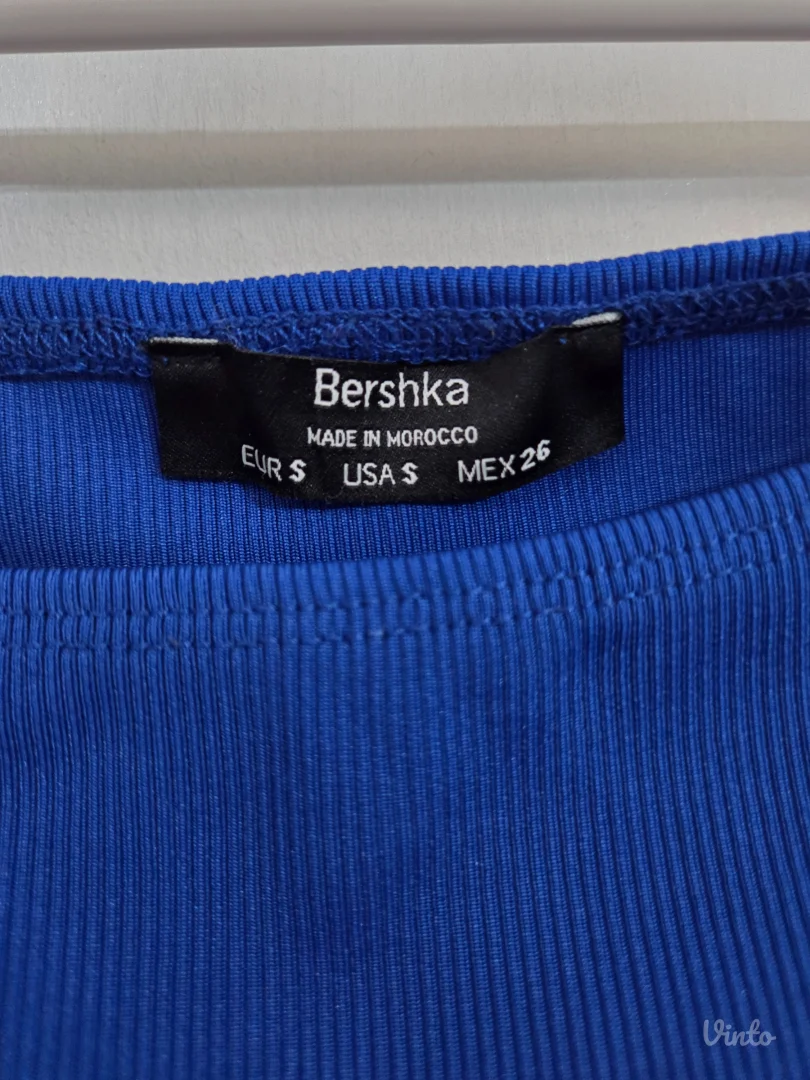 Bershka
MADE IN MOROCCO
EUR S USA S MEX 26
Vinto